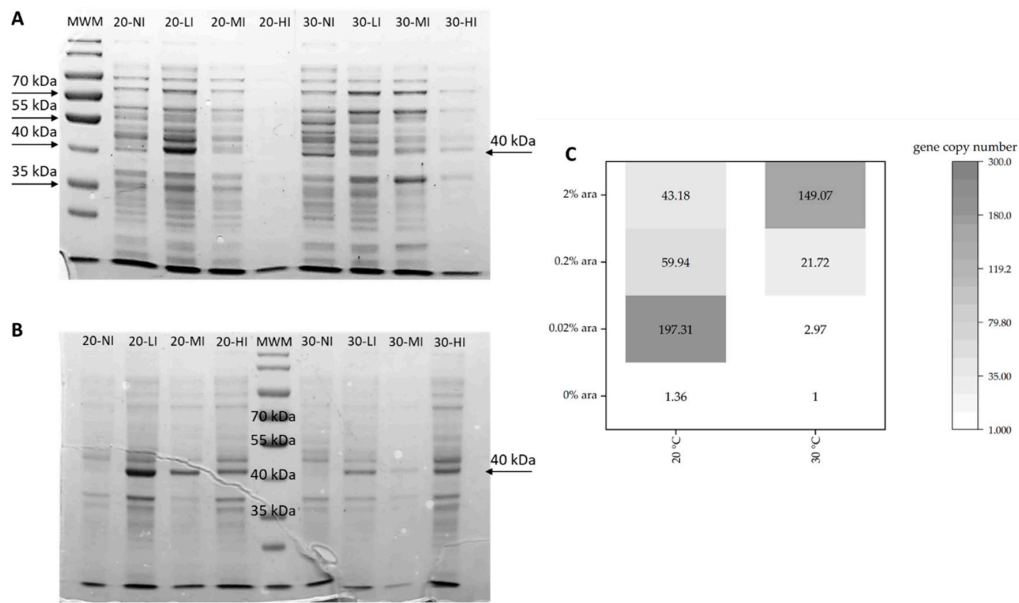 A
MWM 20-NI 20-LI 20-MI 20-HI 30-NI 30-LI 30-MI 30-HI
70 kDa
55 kDa
40 kDa
35 kDa
40 kDa
B
20-NI 20-LI 20-MI 20-HI MWM 30-NI 30-LI 30-MI 30-HI
70 kDa
55 kDa
40 kDa
35 kDa
40 kDa
C
gene copy number
2% ara 43.18 149.07
0.2% ara 59.94 21.72
0.02% ara 197.31 2.97
0% ara 1.36 1
20 °C 30 °C
300.0
180.0
119.2
79.80
35.00
1.000